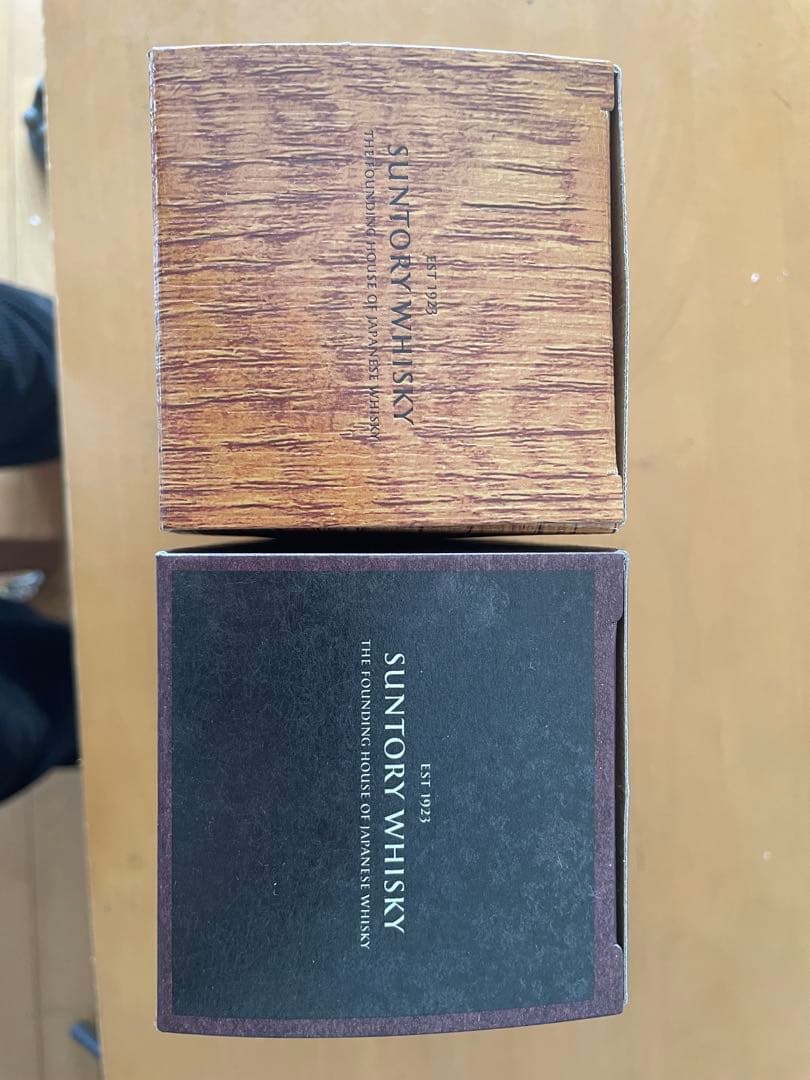 EST 1923
SUNTORY WHISKY
THE FOUNDING HOUSE OF JAPANESE WHISKY
EST 1923
SUNTORY WHISKY
THE FOUNDING HOUSE OF JAPANESE WHISKY